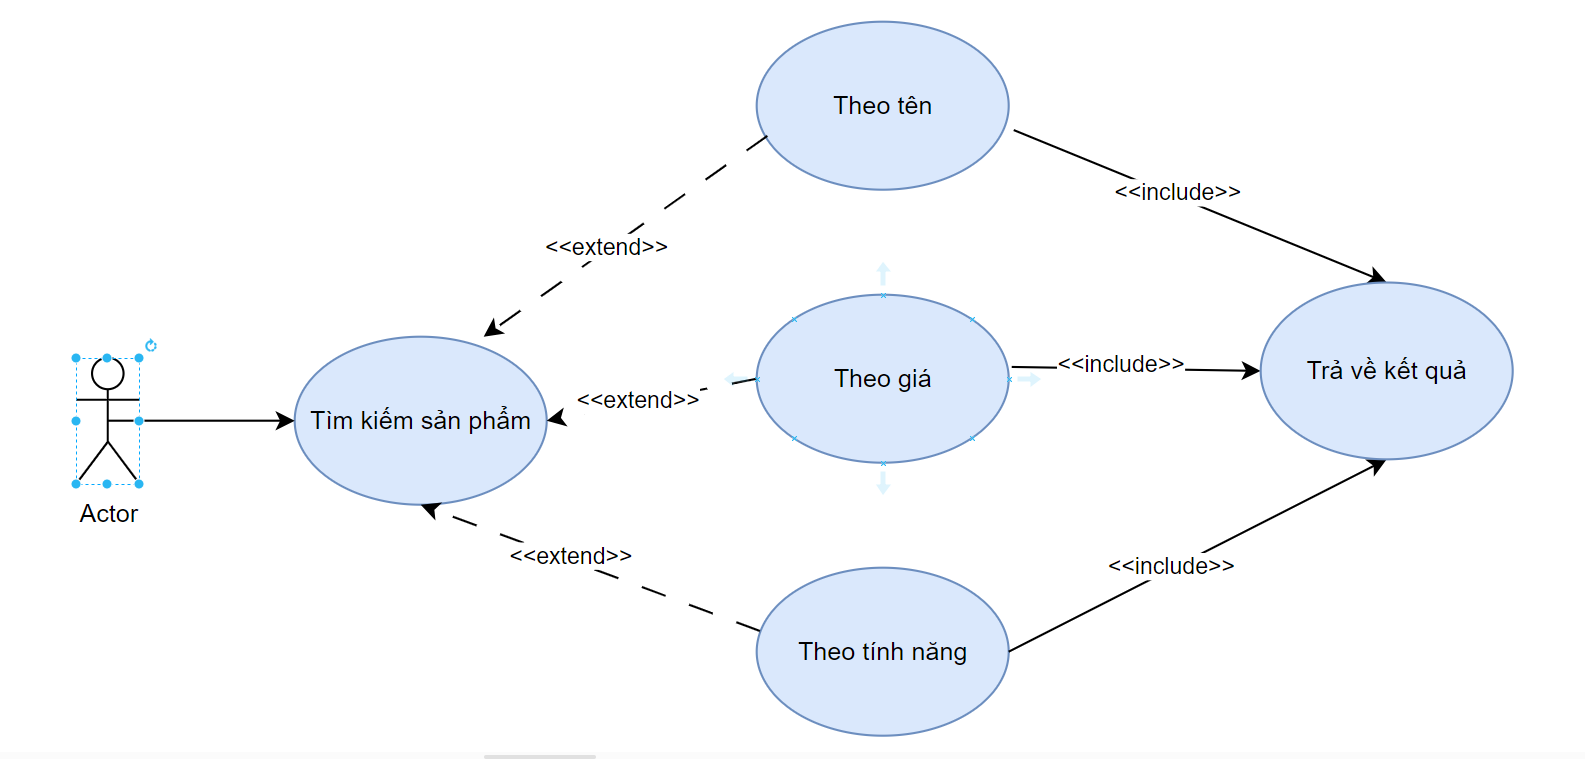 Theo tên
<<include>>
<<extend>>
Theo giá
<<include>>
Trả về kết quả
<<extend>>
Tìm kiếm sản phẩm
Actor
<<extend>>
<<include>>
Theo tính năng